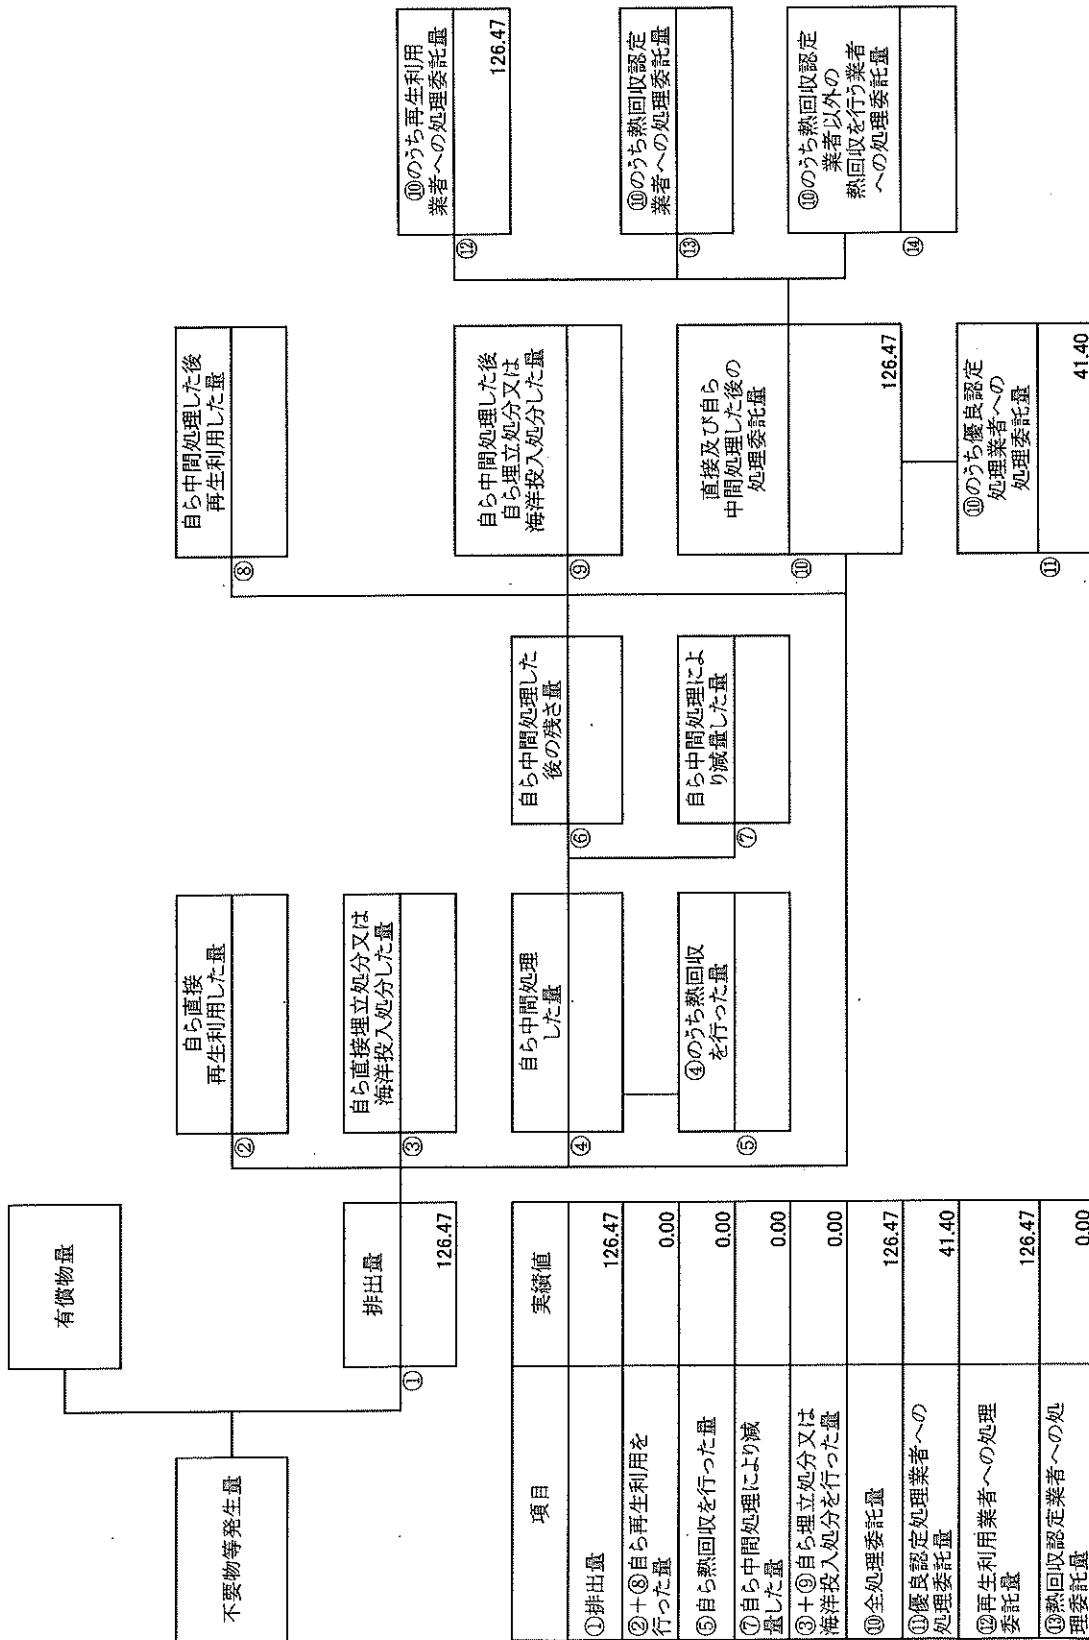 不要物等発生量
有償物量
①
排出量
126.47
②
自ら直接
再生利用した量
③
自ら直接埋立処分又は
海洋投入処分した量
④
自ら中間処理
した量
⑤
④のうち熱回収
を行った量
⑥
自ら中間処理した
後の残さ量
⑦
自ら中間処理によ
り減量した量
⑧
自ら中間処理した後
再生利用した量
⑨
自ら中間処理した後
自ら埋立処分又は
海洋投入処分した量
⑩
直接及び自ら
中間処理した後の
処理委託量
126.47
⑪
⑩のうち優良認定
処理業者への
処理委託量
41.40
⑫
⑩のうち再生利用
業者への処理委託量
126.47
⑬
⑩のうち熱回収認定
業者への処理委託量
⑭
⑩のうち熱回収認定
業者以外の
熱回収を行う業者
への処理委託量
項目
実績値
①排出量
126.47
②+⑧自ら再生利用を
行った量
0.00
⑤自ら熱回収を行った量
0.00
⑦自ら中間処理により減
量した量
0.00
③+⑨自ら埋立処分又は
海洋投入処分を行った量
0.00
⑩全処理委託量
126.47
⑪優良認定処理業者への
処理委託量
41.40
⑫再生利用業者への処理
委託量
126.47
⑬熱回収認定業者への処
理委託量
0.00